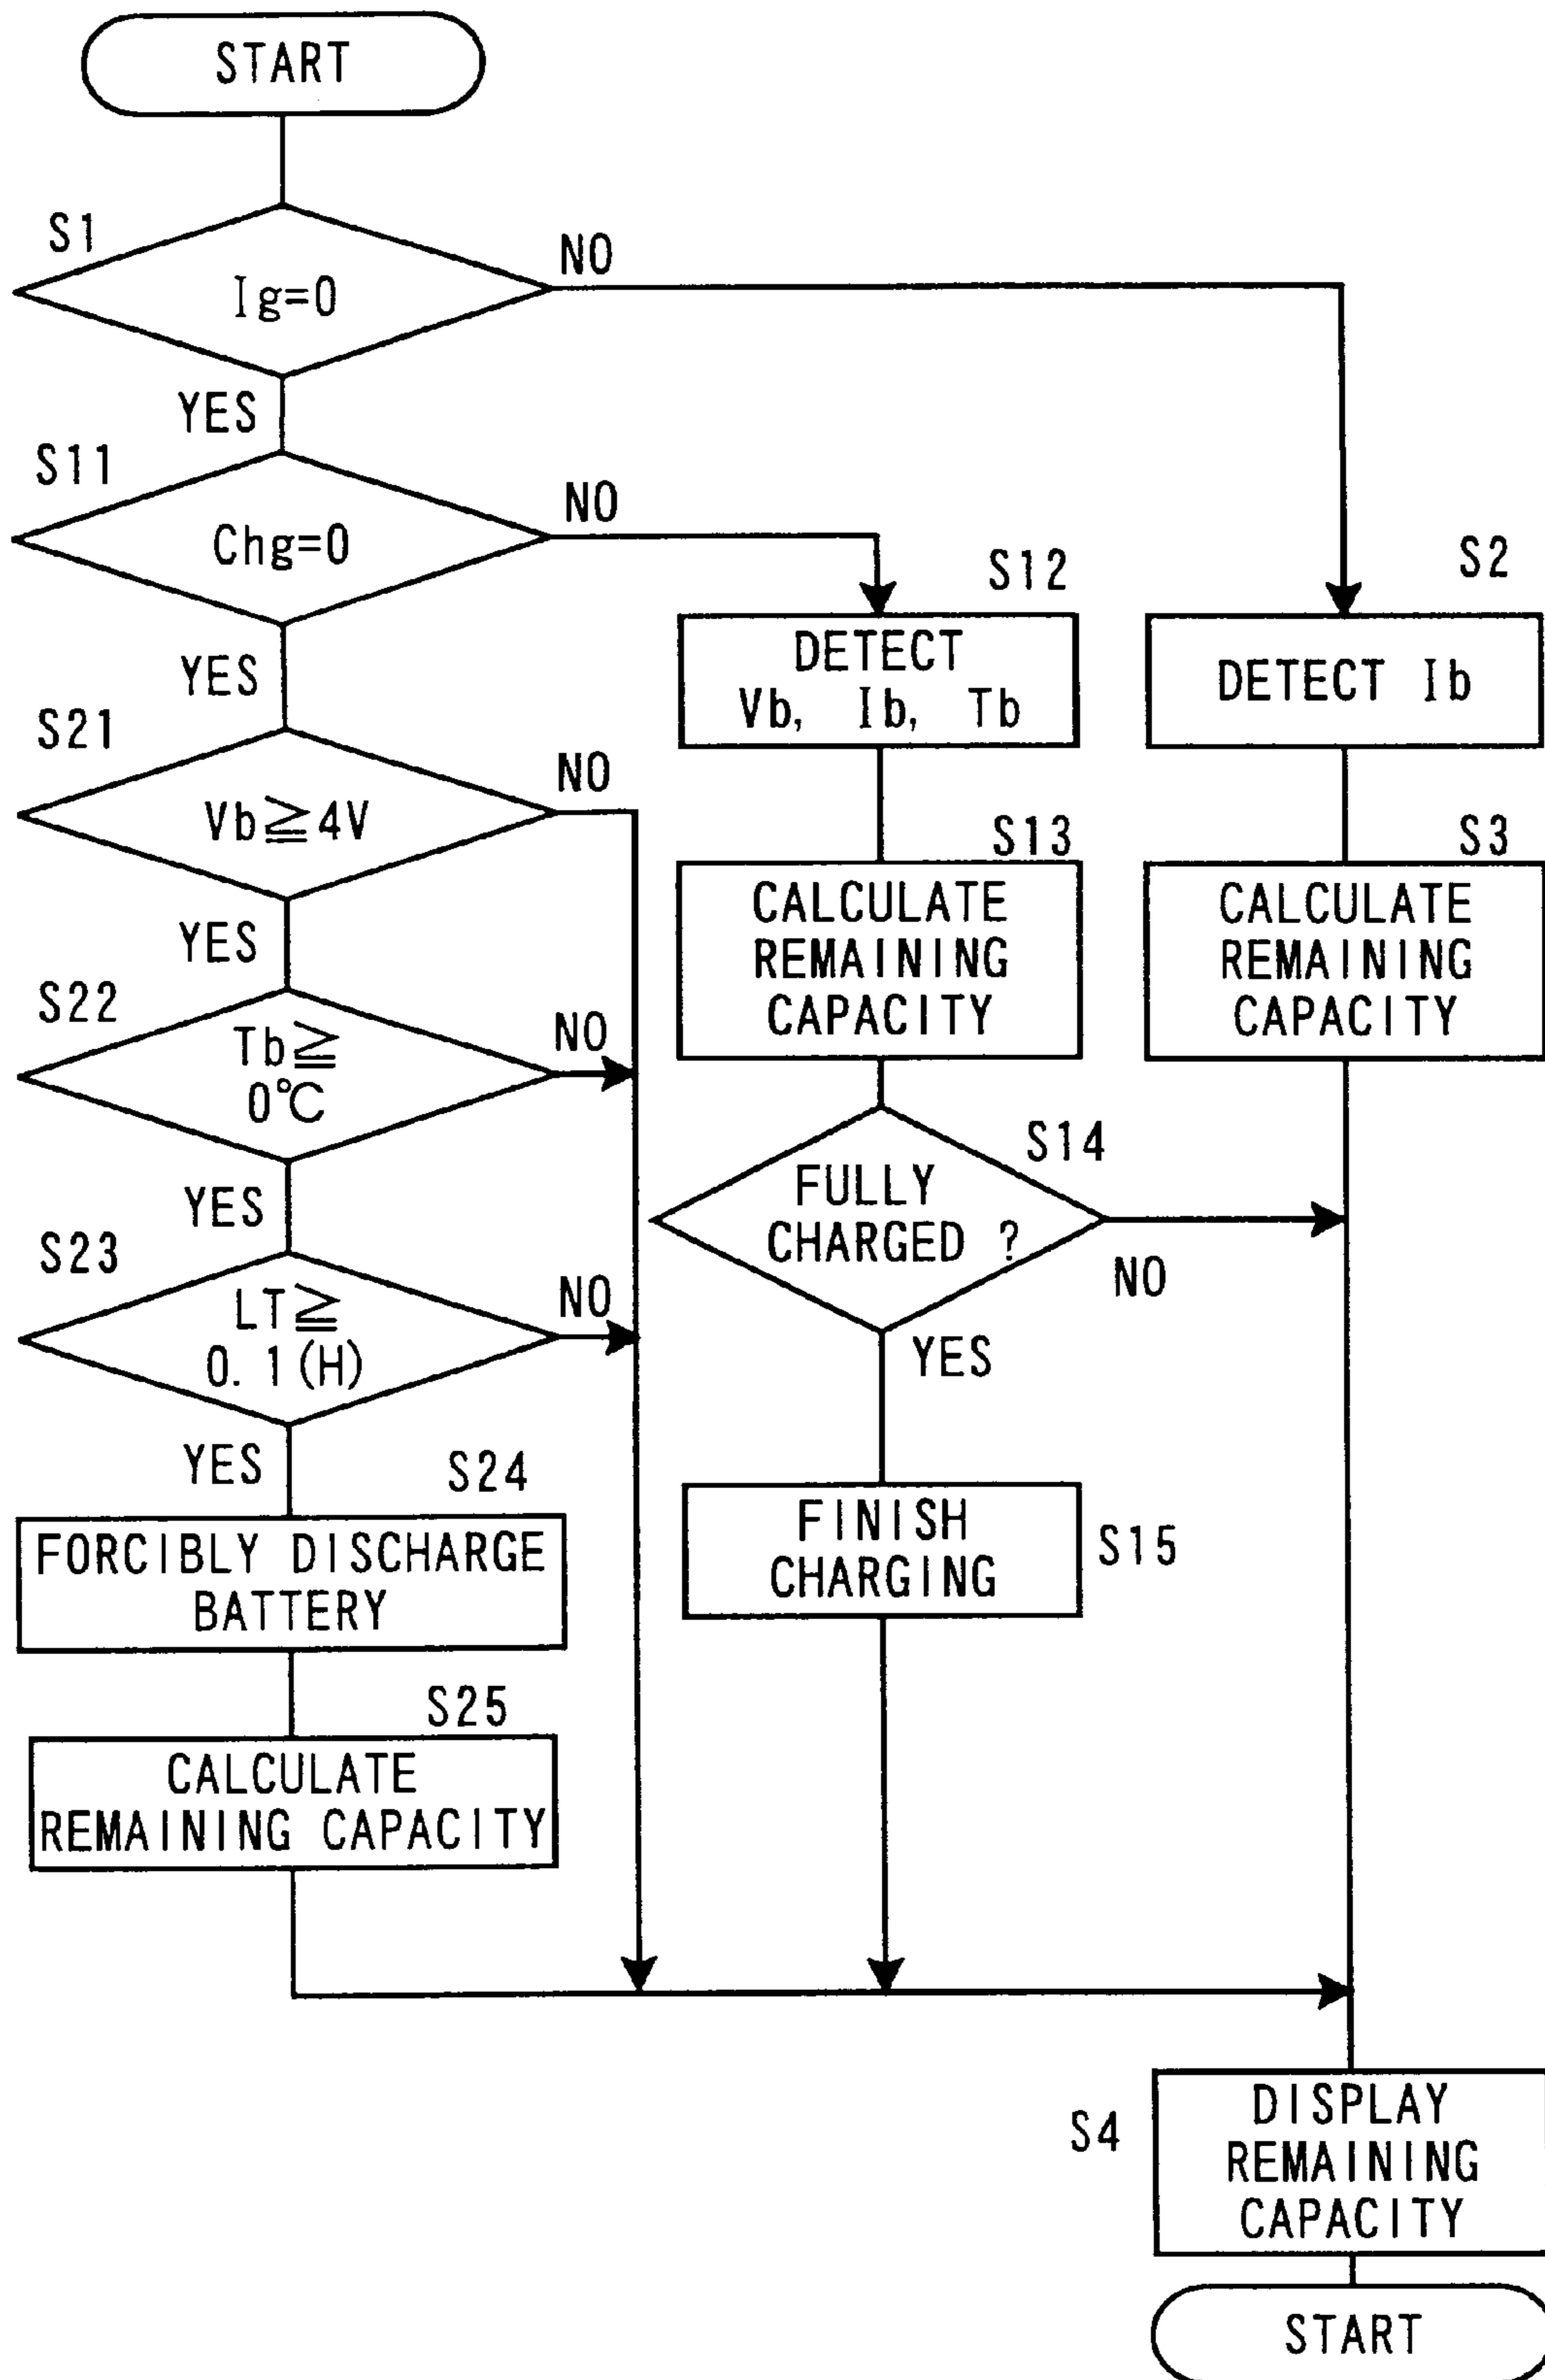 START
S1
Ig=0
NO
YES
S11
Chg=0
NO
YES
S12
DETECT
Vb, Ib, Tb
S2
DETECT Ib
S21
Vb≧4V
NO
YES
S13
CALCULATE
REMAINING
CAPACITY
S3
CALCULATE
REMAINING
CAPACITY
S22
Tb≧
0℃
NO
YES
S14
FULLY
CHARGED ?
NO
YES
S23
LT≧
0.1(H)
NO
YES
S24
FORCIBLY DISCHARGE
BATTERY
FINISH
CHARGING
S15
S25
CALCULATE
REMAINING CAPACITY
S4
DISPLAY
REMAINING
CAPACITY
START